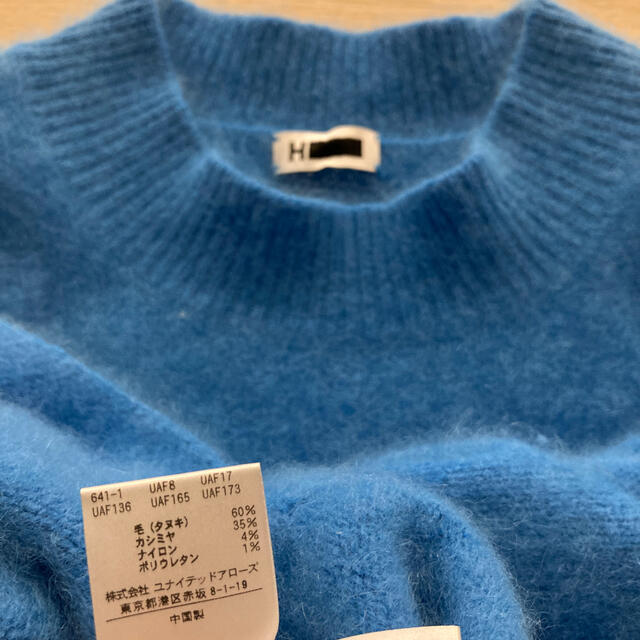 H
641-1 UAF8 UAF17
UAF136 UAF165 UAF173
毛(タヌキ) 60%
カシミヤ 35%
ナイロン 4%
ポリウレタン 1%
株式会社 ユナイテッドアローズ
東京都港区赤坂8-1-19
中国製